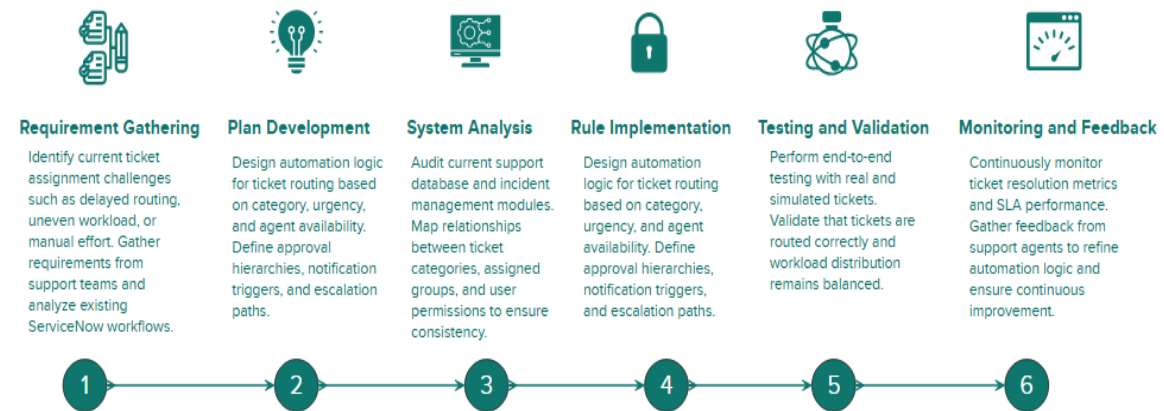 Requirement Gathering
Identify current ticket
assignment challenges
such as delayed routing,
uneven workload, or
manual effort. Gather
requirements from
support teams and
analyze existing
ServiceNow workflows.
Plan Development
Design automation logic
for ticket routing based
on category, urgency,
and agent availability.
Define approval
hierarchies, notification
triggers, and escalation
paths.
System Analysis
Audit current support
database and incident
management modules.
Map relationships
between ticket
categories, assigned
groups, and user
permissions to ensure
consistency.
Rule Implementation
Design automation
logic for ticket routing
based on category,
urgency, and agent
availability. Define
approval hierarchies,
notification triggers,
and escalation paths.
Testing and Validation
Perform end-to-end
testing with real and
simulated tickets.
Validate that tickets are
routed correctly and
workload distribution
remains balanced.
Monitoring and Feedback
Continuously monitor
ticket resolution metrics
and SLA performance.
Gather feedback from
support agents to refine
automation logic and
ensure continuous
improvement.
1
2
3
4
5
6